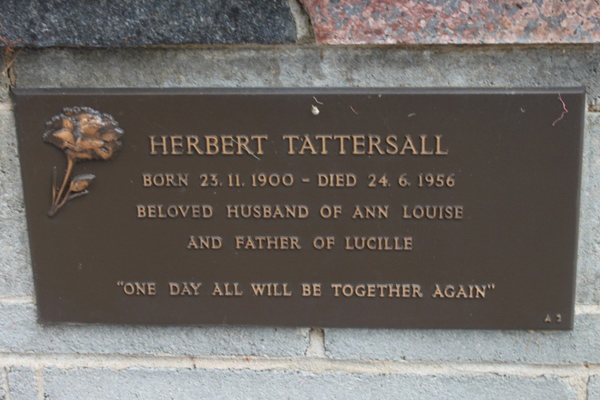 HERBERT TATTERSALL
BORN 23.11.1900 - DIED 24.6.1956
BELOVED HUSBAND OF ANN LOUISE
AND FATHER OF LUCILLE
"ONE DAY ALL WILL BE TOGETHER AGAIN"